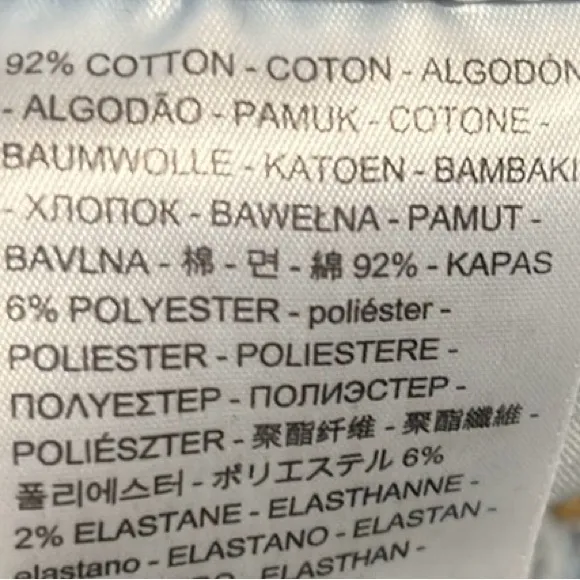 92% COTTON - COTON - ALGODÓN
- ALGODÃO - PAMUK - COTONE -
BAUMWOLLE - KATOEN - BAMBAKI
- ХЛОПОК - BAWEŁNA - PAMUT -
BAVLNA - 棉 - 면 - 綿 92% - KAPAS
6% POLYESTER - poliéster -
POLIESTER - POLIESTERE -
ΠΟΛΥΕΣΤΕΡ - ПОЛИЭСТЕР -
POLIÉSZTER - 聚酯纤维 - 聚酯纖維 -
폴리에스터 - ポリエステル 6%
2% ELASTANE - ELASTHANNE -
elastano - ELASTANO - ELASTAN -
ELASTHAN -